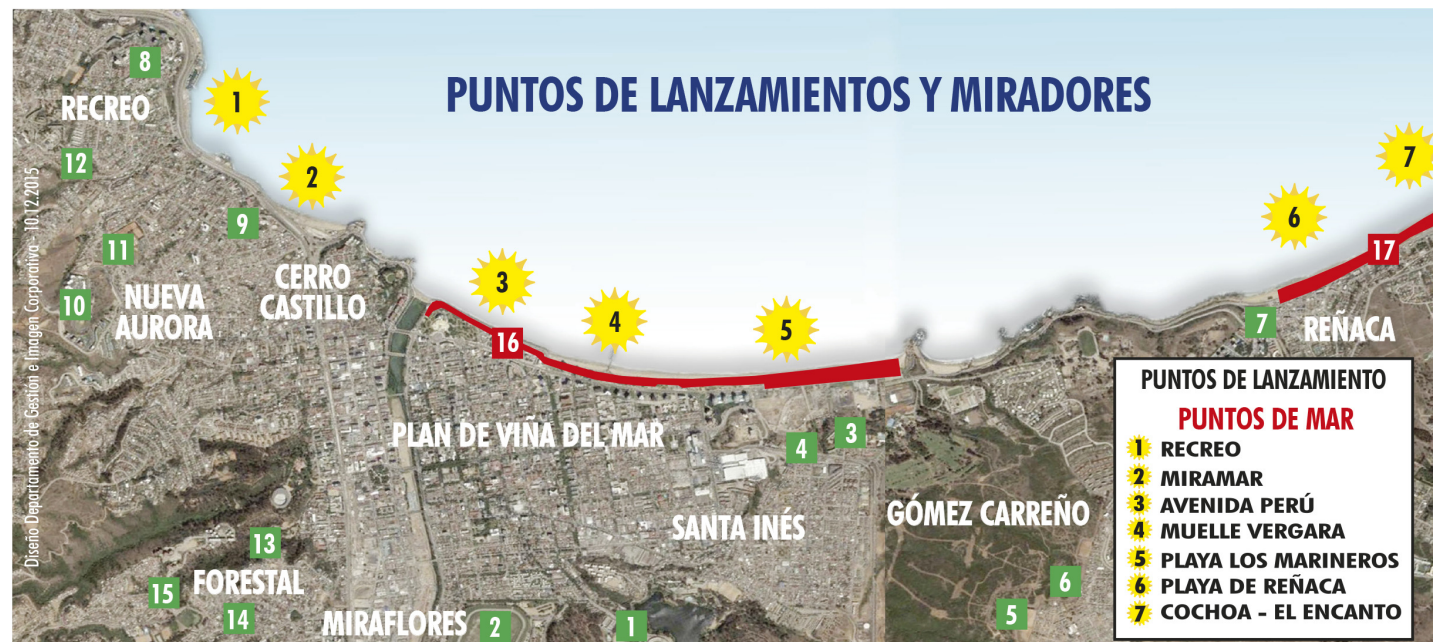 PUNTOS DE LANZAMIENTOS Y MIRADORES
8
RECREO
1
12
2
9
11
10
NUEVA
AURORA
CERRO
CASTILLO
3
16
4
5
6
7
17
7
REÑACA
PLAN DE VIÑA DEL MAR
4
3
SANTA INÉS
GÓMEZ CARREÑO
13
FORESTAL
15
14
MIRAFLORES
2
1
5
6
PUNTOS DE LANZAMIENTO
PUNTOS DE MAR
1 RECREO
2 MIRAMAR
3 AVENIDA PERÚ
4 MUELLE VERGARA
5 PLAYA LOS MARINEROS
6 PLAYA DE REÑACA
7 COCHOA - EL ENCANTO
Diseño Departamento de Gestión e Imagen Corporativa - 10.12.2015